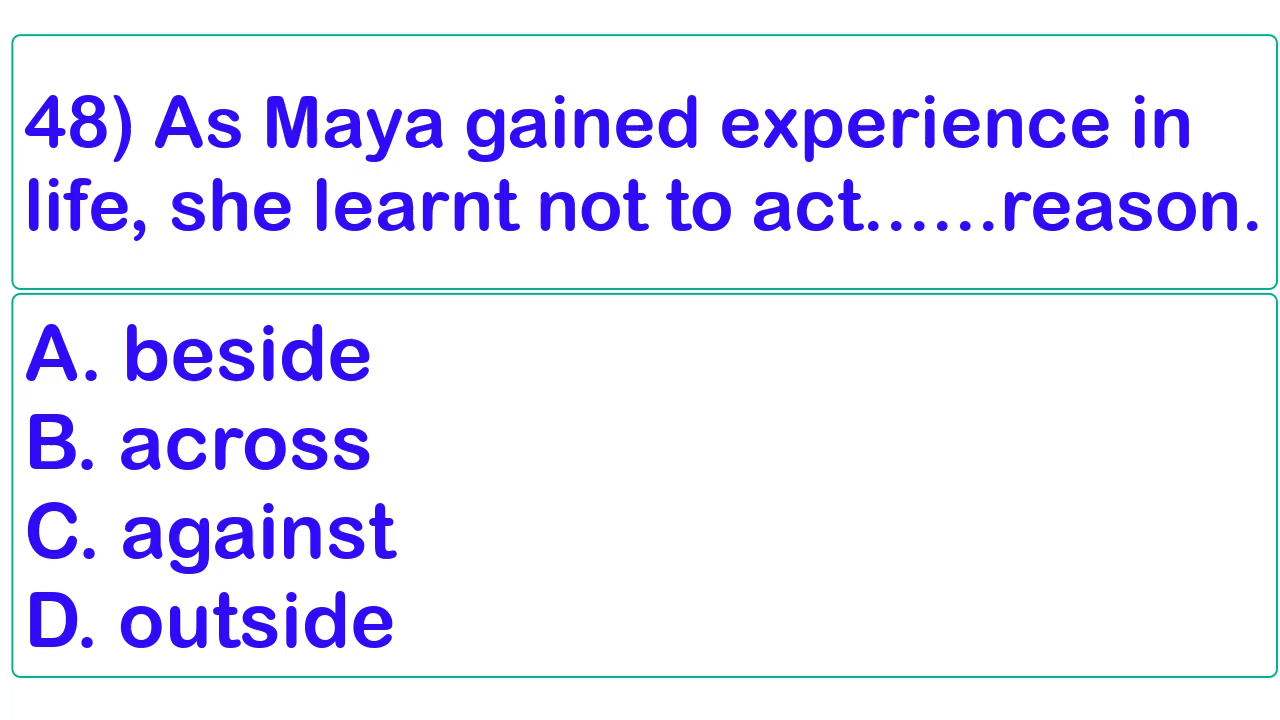 48) As Maya gained experience in
life, she learnt not to act......reason.
A. beside
B. across
C. against
D. outside